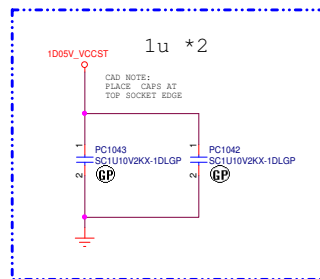 1u *2
1D05V_VCCST
CAD NOTE:
PLACE CAPS AT
TOP SOCKET EDGE
1
PC1043
SC1U10V2KX-1DLGP
2
GP
1
PC1042
SC1U10V2KX-1DLGP
2
GP